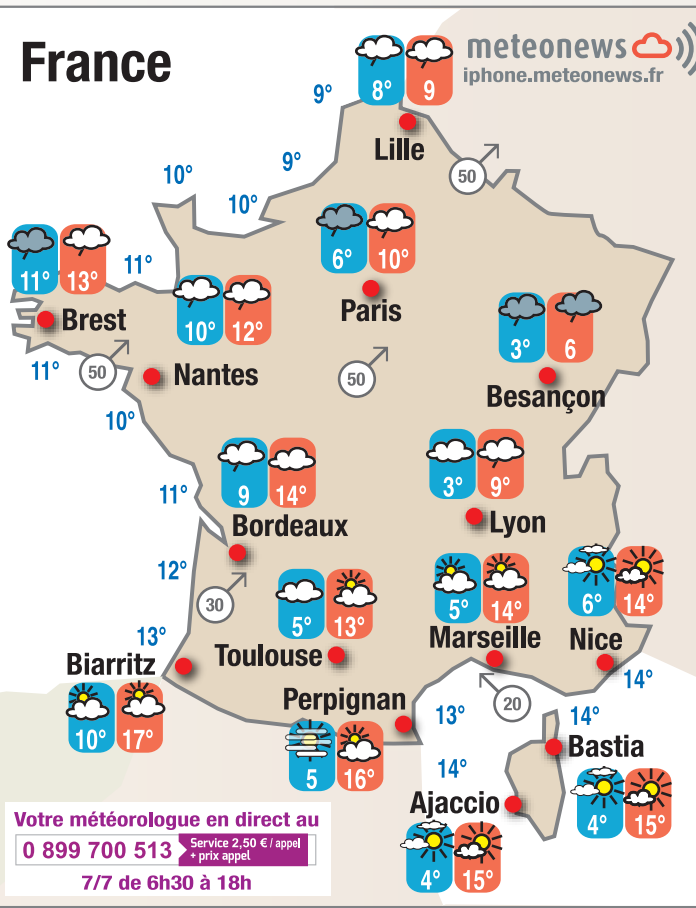 France
meteonews
iphone.meteonews.fr
8° 9
9°
Lille
9°
50
10°
10°
6° 10°
11° 13°
11°
10° 12°
Paris
Brest
3° 6
11°
50
Nantes
50
Besançon
10°
9 14°
3° 9°
11°
Bordeaux
Lyon
12°
30
5° 13°
5° 14°
6° 14°
13°
Biarritz
Toulouse
Marseille
Nice
14°
10° 17°
Perpignan
13°
20
14°
5 16°
14°
Bastia
Ajaccio
4° 15°
4° 15°
Votre météorologue en direct au
0 899 700 513 Service 2,50 € / appel
+ prix appel
7/7 de 6h30 à 18h